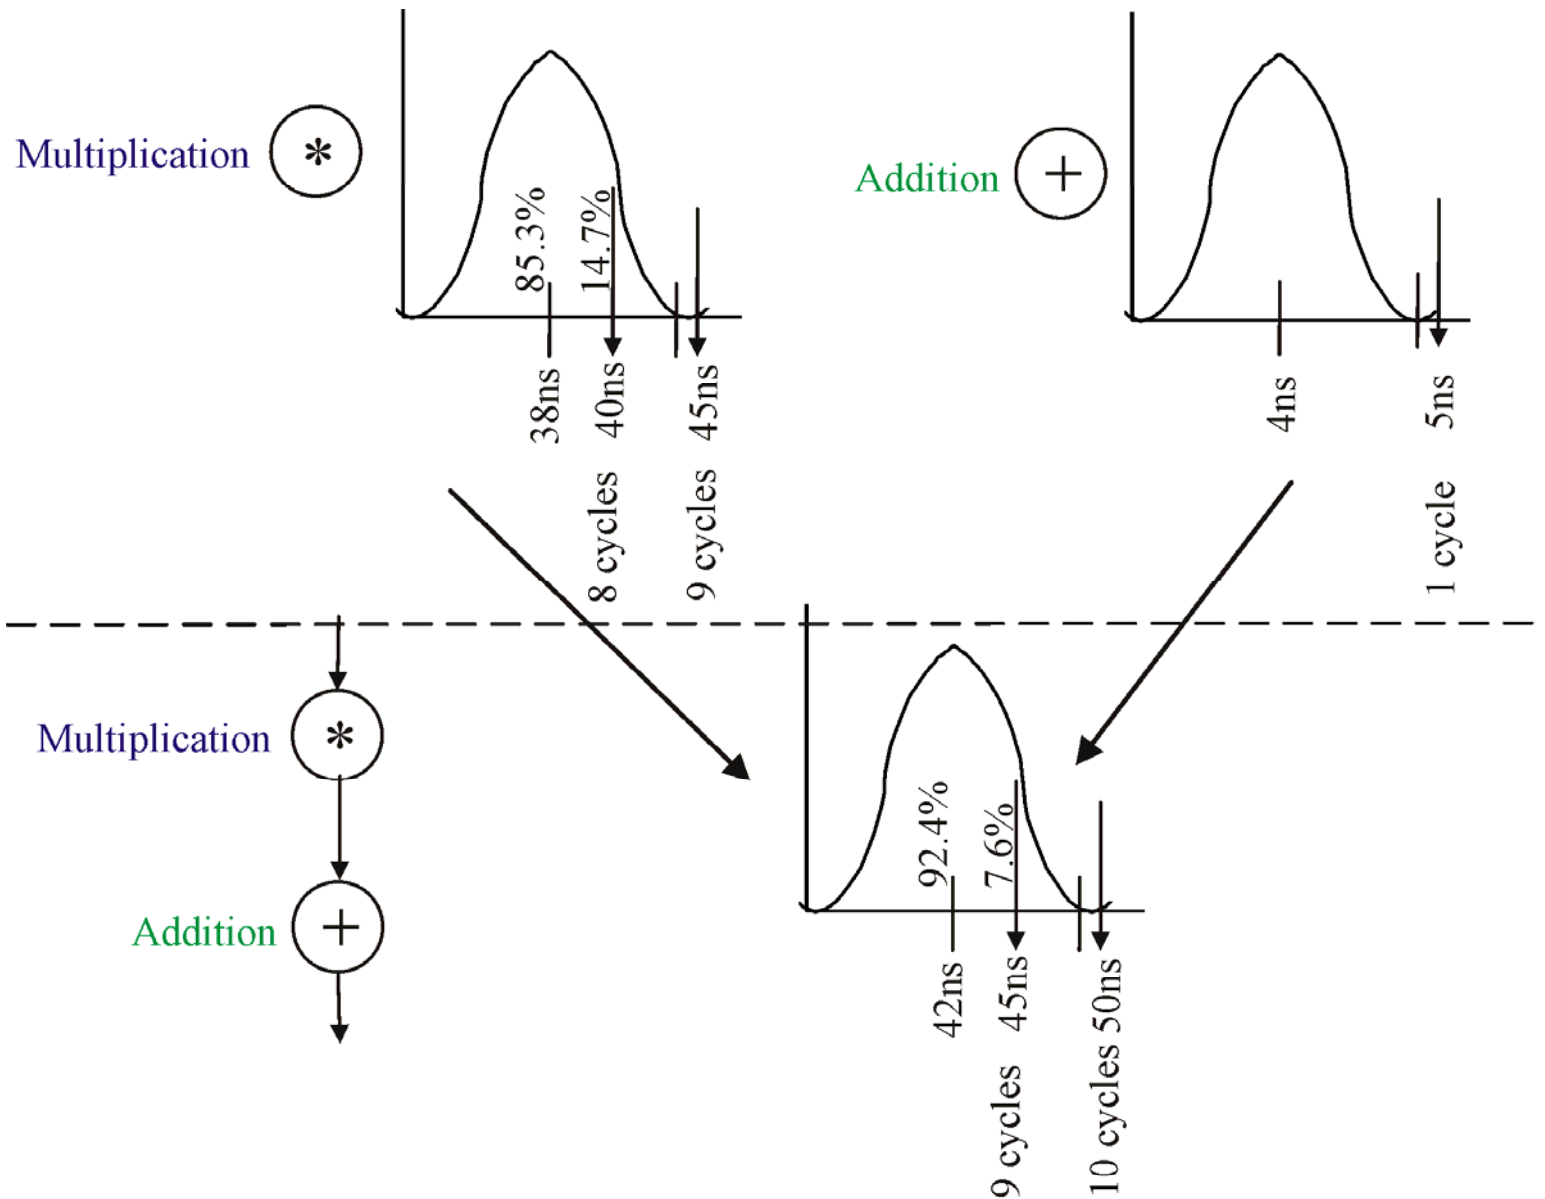 Multiplication *
85.3%
14.7%
38ns
8 cycles 40ns
9 cycles 45ns
Addition +
4ns
1 cycle 5ns
Multiplication *
Addition +
92.4%
7.6%
42ns
9 cycles 45ns
10 cycles 50ns